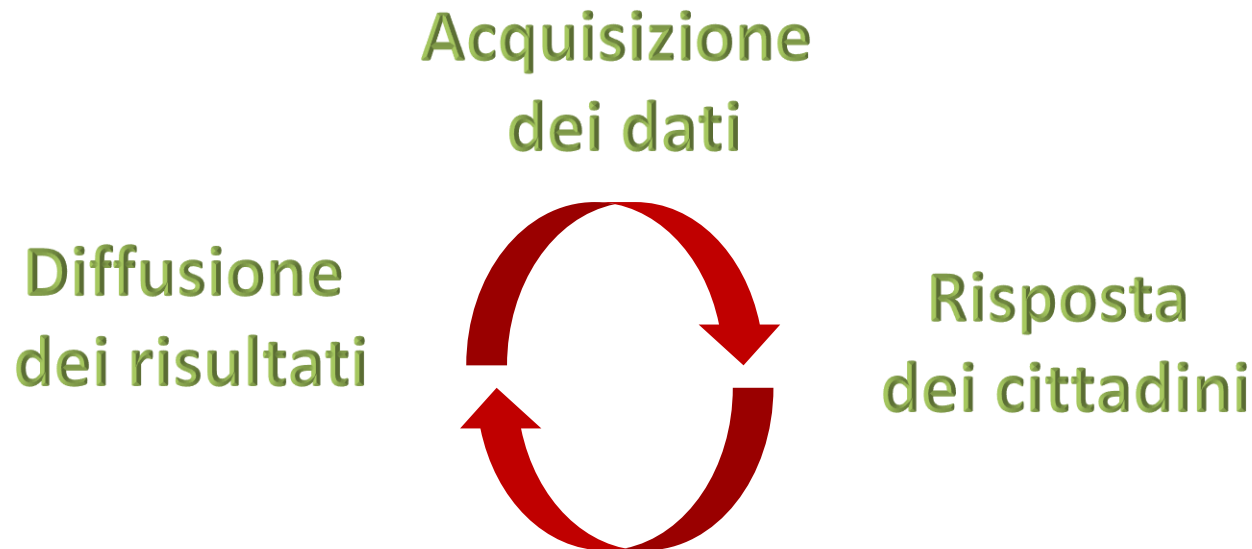 Acquisizione
dei dati
Diffusione
dei risultati
Risposta
dei cittadini